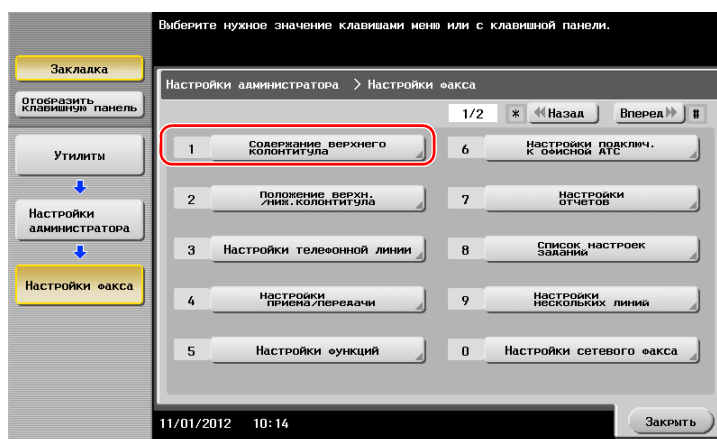 Выберите нужное значение клавишами меню или с клавишной панели.
Закладка
Отобразить
клавишную панель
Утилиты
Настройки
администратора
Настройки факса
Настройки администратора > Настройки факса
1/2 * Назад Вперед #
1 Содержание верхнего
колонтитула
6 Настройки подключ.
к офисной АТС
2 Положение верхн.
/ниж.колонтитула
7 Настройки
отчетов
3 Настройки телефонной линии
8 Список настроек
заданий
4 Настройки
приема/передачи
9 Настройки
нескольких линий
5 Настройки функций
0 Настройки сетевого факса
11/01/2012 10:14
Закрыть